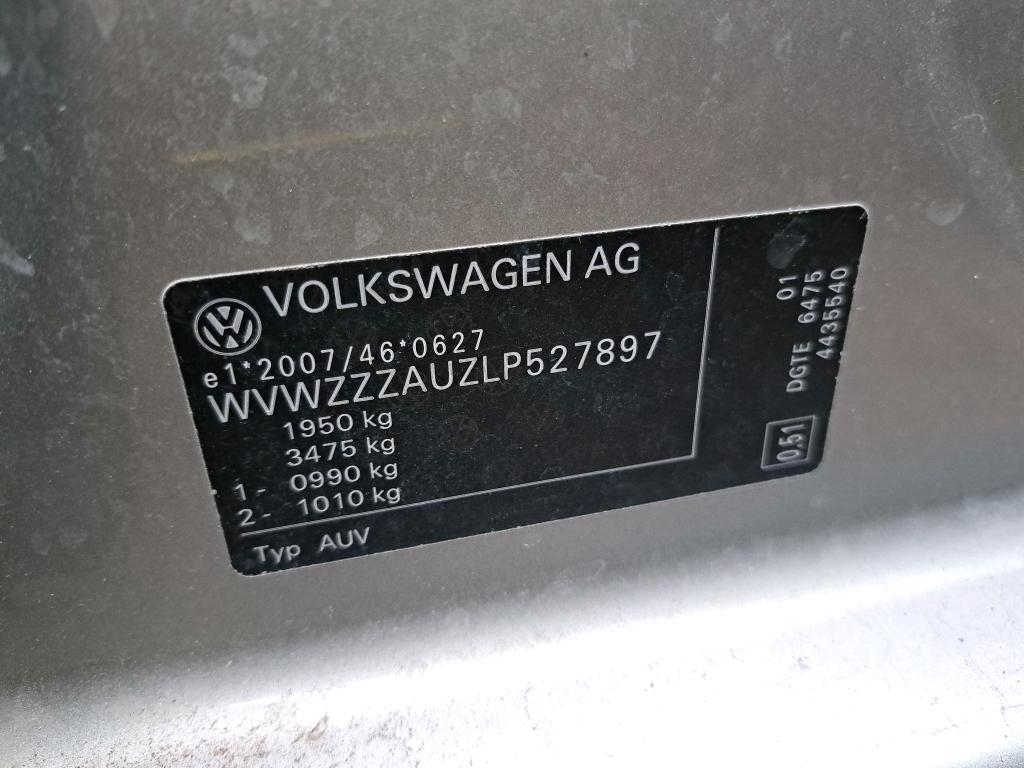 VOLKSWAGEN AG
e1*2007/46*0627
WVWZZZAUZLP527897
1950 kg
3475 kg
1- 0990 kg
2- 1010 kg
Typ AUV
01
DGTE 6475
4435540
0,51